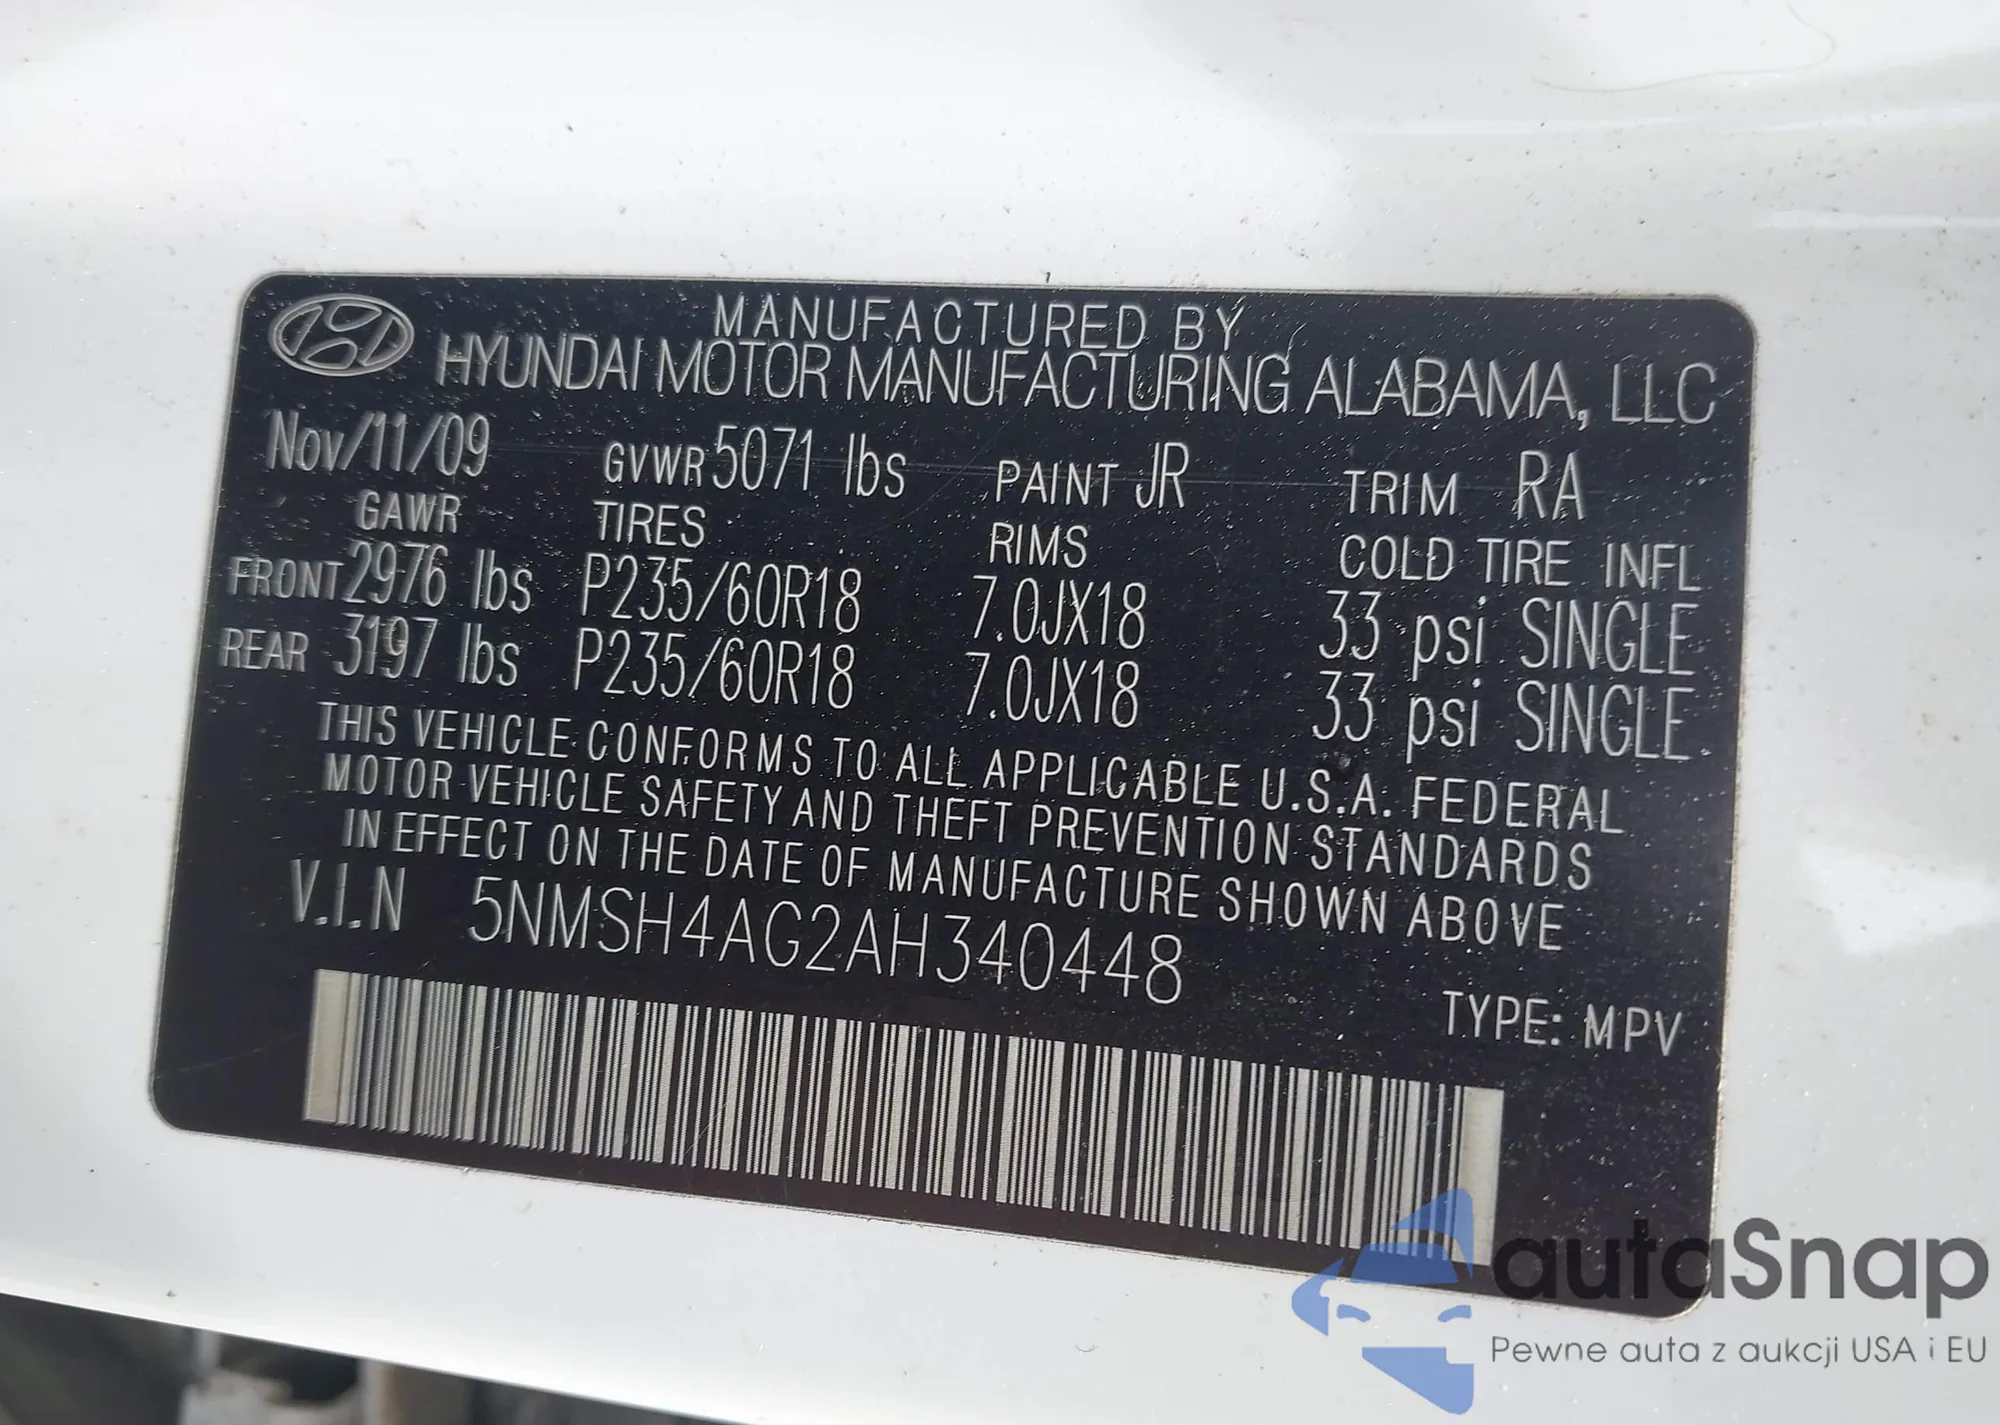 MANUFACTURED BY
HYUNDAI MOTOR MANUFACTURING ALABAMA, LLC
Nov/11/09 GVWR 5071 lbs PAINT JR TRIM RA
GAWR TIRES RIMS COLD TIRE INFL
FRONT 2976 lbs P235/60R18 7.0JX18 33 psi SINGLE
REAR 3197 lbs P235/60R18 7.0JX18 33 psi SINGLE
THIS VEHICLE CONFORMS TO ALL APPLICABLE U.S.A. FEDERAL
MOTOR VEHICLE SAFETY AND THEFT PREVENTION STANDARDS
IN EFFECT ON THE DATE OF MANUFACTURE SHOWN ABOVE
V.I.N 5NMSH4AG2AH340448
TYPE: MPV
autaSnap
Pewne auta z aukcji USA i EU